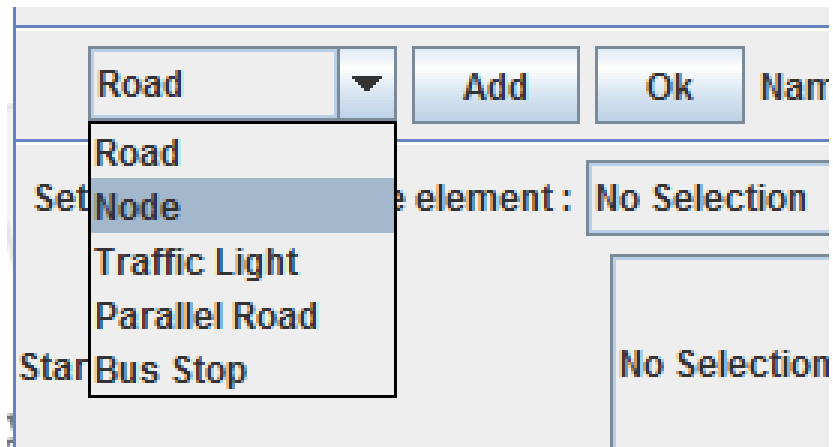 Road Add Ok Nam
Road
Set Node e element : No Selection
Traffic Light
Parallel Road
Star Bus Stop No Selection